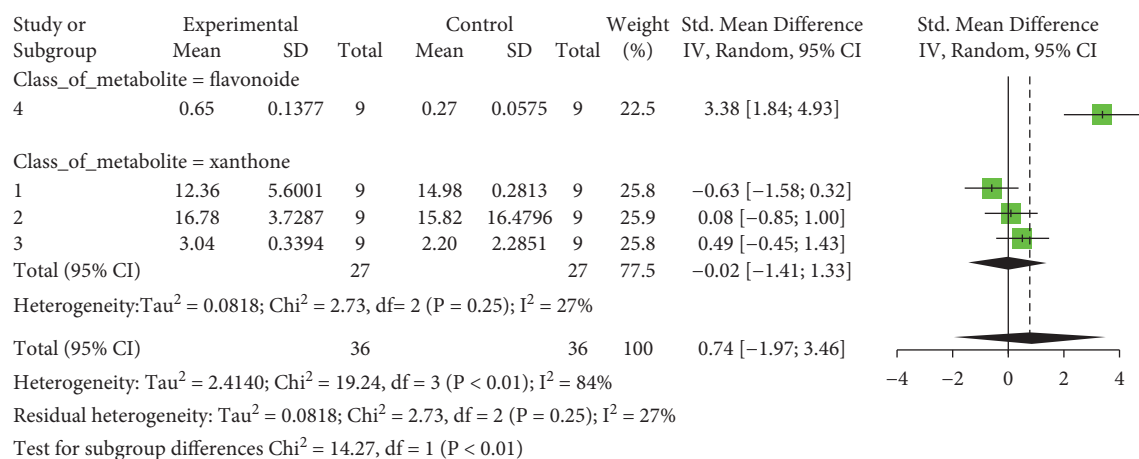 Study or Experimental Control Weight Std. Mean Difference Std. Mean Difference
Subgroup Mean SD Total Mean SD Total (%) IV, Random, 95% CI IV, Random, 95% CI
Class_of_metabolite = flavonoide
4 0.65 0.1377 9 0.27 0.0575 9 22.5 3.38 [1.84; 4.93]
Class_of_metabolite = xanthone
1 12.36 5.6001 9 14.98 0.2813 9 25.8 −0.63 [−1.58; 0.32]
2 16.78 3.7287 9 15.82 16.4796 9 25.9 0.08 [−0.85; 1.00]
3 3.04 0.3394 9 2.20 2.2851 9 25.8 0.49 [−0.45; 1.43]
Total (95% CI) 27 27 77.5 −0.02 [−1.41; 1.33]
Heterogeneity:Tau² = 0.0818; Chi² = 2.73, df= 2 (P = 0.25); I² = 27%
Total (95% CI) 36 36 100 0.74 [−1.97; 3.46]
Heterogeneity: Tau² = 2.4140; Chi² = 19.24, df = 3 (P < 0.01); I² = 84%
−4 −2 0 2 4
Residual heterogeneity: Tau² = 0.0818; Chi² = 2.73, df = 2 (P = 0.25); I² = 27%
Test for subgroup differences Chi² = 14.27, df = 1 (P < 0.01)